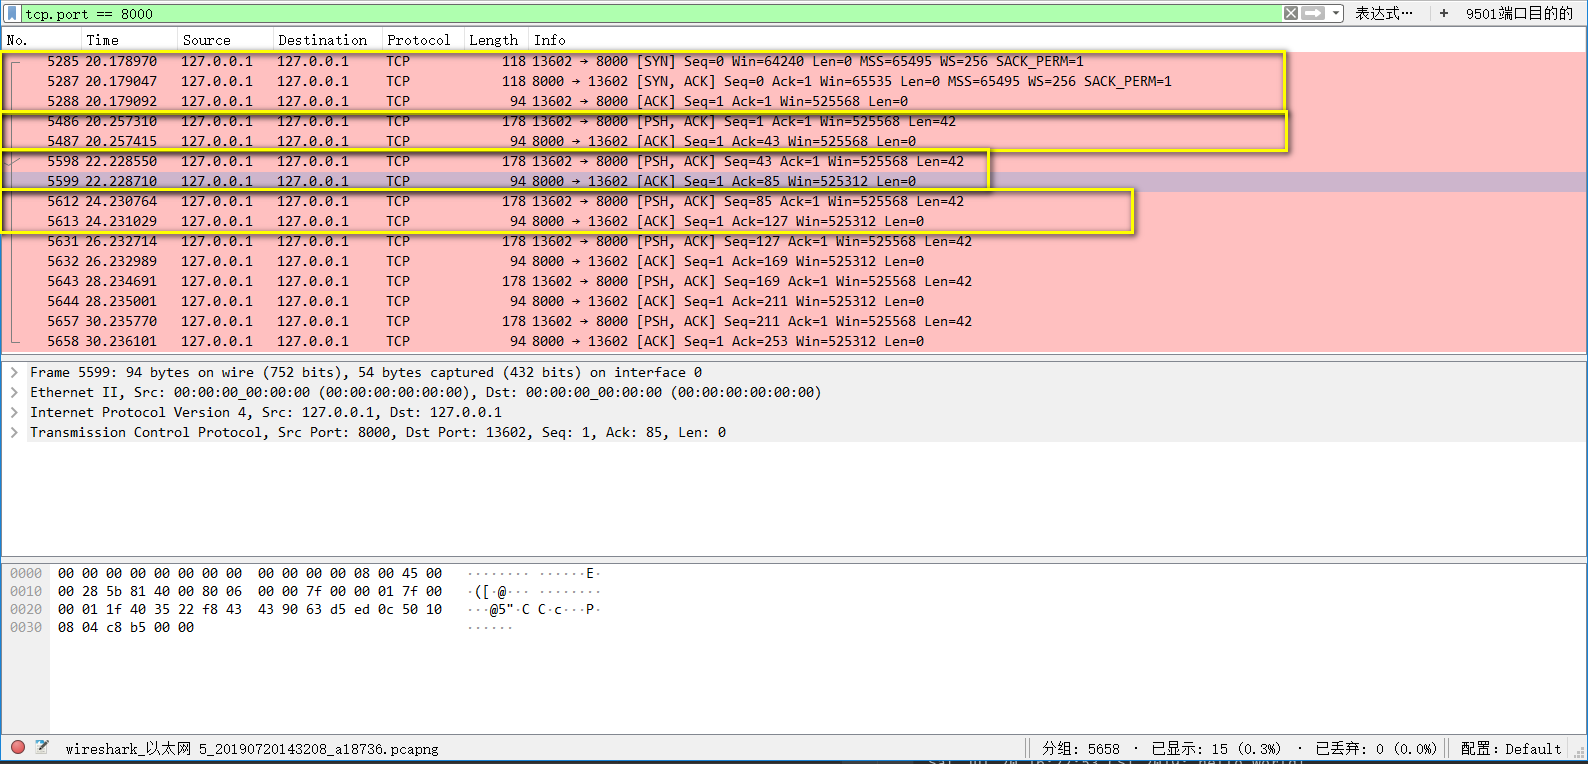 tcp.port == 8000 表达式… + 9501端口目的的
No. Time Source Destination Protocol Length Info
5285 20.178970 127.0.0.1 127.0.0.1 TCP 118 13602 → 8000 [SYN] Seq=0 Win=64240 Len=0 MSS=65495 WS=256 SACK_PERM=1
5287 20.179047 127.0.0.1 127.0.0.1 TCP 118 8000 → 13602 [SYN, ACK] Seq=0 Ack=1 Win=65535 Len=0 MSS=65495 WS=256 SACK_PERM=1
5288 20.179092 127.0.0.1 127.0.0.1 TCP 94 13602 → 8000 [ACK] Seq=1 Ack=1 Win=525568 Len=0
5486 20.257310 127.0.0.1 127.0.0.1 TCP 178 13602 → 8000 [PSH, ACK] Seq=1 Ack=1 Win=525568 Len=42
5487 20.257415 127.0.0.1 127.0.0.1 TCP 94 8000 → 13602 [ACK] Seq=1 Ack=43 Win=525568 Len=0
5598 22.228550 127.0.0.1 127.0.0.1 TCP 178 13602 → 8000 [PSH, ACK] Seq=43 Ack=1 Win=525568 Len=42
5599 22.228710 127.0.0.1 127.0.0.1 TCP 94 8000 → 13602 [ACK] Seq=1 Ack=85 Win=525312 Len=0
5612 24.230764 127.0.0.1 127.0.0.1 TCP 178 13602 → 8000 [PSH, ACK] Seq=85 Ack=1 Win=525568 Len=42
5613 24.231029 127.0.0.1 127.0.0.1 TCP 94 8000 → 13602 [ACK] Seq=1 Ack=127 Win=525312 Len=0
5631 26.232714 127.0.0.1 127.0.0.1 TCP 178 13602 → 8000 [PSH, ACK] Seq=127 Ack=1 Win=525568 Len=42
5632 26.232989 127.0.0.1 127.0.0.1 TCP 94 8000 → 13602 [ACK] Seq=1 Ack=169 Win=525312 Len=0
5643 28.234691 127.0.0.1 127.0.0.1 TCP 178 13602 → 8000 [PSH, ACK] Seq=169 Ack=1 Win=525568 Len=42
5644 28.235001 127.0.0.1 127.0.0.1 TCP 94 8000 → 13602 [ACK] Seq=1 Ack=211 Win=525312 Len=0
5657 30.235770 127.0.0.1 127.0.0.1 TCP 178 13602 → 8000 [PSH, ACK] Seq=211 Ack=1 Win=525568 Len=42
5658 30.236101 127.0.0.1 127.0.0.1 TCP 94 8000 → 13602 [ACK] Seq=1 Ack=253 Win=525312 Len=0
Frame 5599: 94 bytes on wire (752 bits), 54 bytes captured (432 bits) on interface 0
Ethernet II, Src: 00:00:00_00:00:00 (00:00:00:00:00:00), Dst: 00:00:00_00:00:00 (00:00:00:00:00:00)
Internet Protocol Version 4, Src: 127.0.0.1, Dst: 127.0.0.1
Transmission Control Protocol, Src Port: 8000, Dst Port: 13602, Seq: 1, Ack: 85, Len: 0
0000 00 00 00 00 00 00 00 00 00 00 00 00 08 00 45 00 ········ ······E·
0010 00 28 5b 81 40 00 80 06 00 00 7f 00 00 01 7f 00 ·([·@··· ········
0020 00 01 1f 40 35 22 f8 43 43 90 63 d5 ed 0c 50 10 ···@5"·C C·c···P·
0030 08 04 c8 b5 00 00 ······
wireshark_以太网 5_20190720143208_a18736.pcapng 分组: 5658 · 已显示: 15 (0.3%) · 已丢弃: 0 (0.0%) 配置: Default